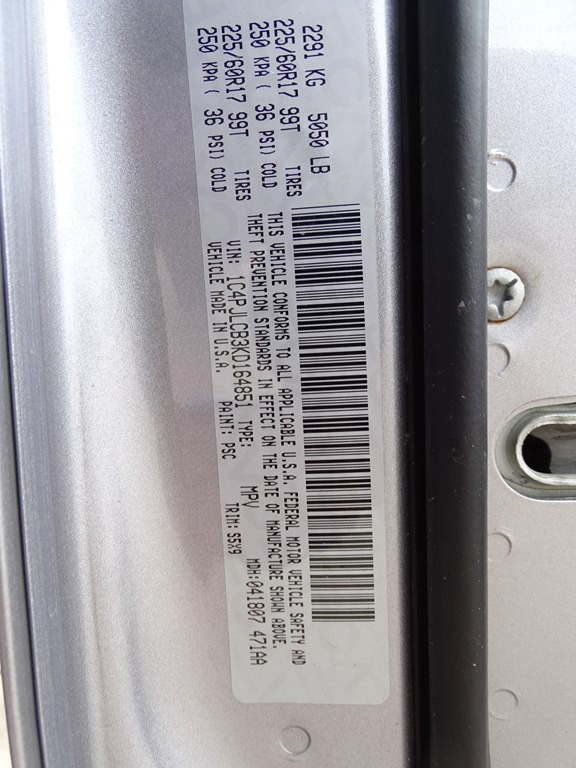 2291 KG 5050 LB
225/60R17 99T TIRES
250 KPA ( 36 PSI) COLD
225/60R17 99T TIRES
250 KPA ( 36 PSI) COLD
THIS VEHICLE CONFORMS TO ALL APPLICABLE U.S.A. FEDERAL MOTOR VEHICLE SAFETY AND
THEFT PREVENTION STANDARDS IN EFFECT ON THE DATE OF MANUFACTURE SHOWN ABOVE.
VIN: 1C4PJLCB3KD164851 TYPE: MPV MDH:041807 471AA
VEHICLE MADE IN U.S.A. PAINT: PSC TRIM: S5X9